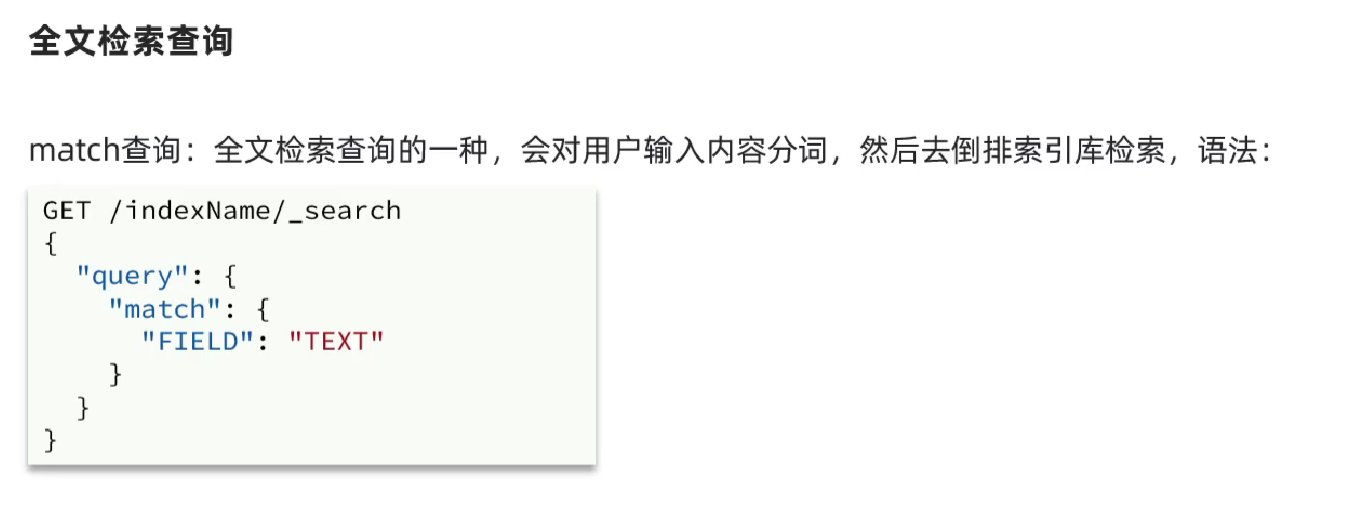 全文检索查询
match查询：全文检索查询的一种，会对用户输入内容分词，然后去倒排索引库检索，语法：
GET /indexName/_search
{
  "query": {
    "match": {
      "FIELD": "TEXT"
    }
  }
}